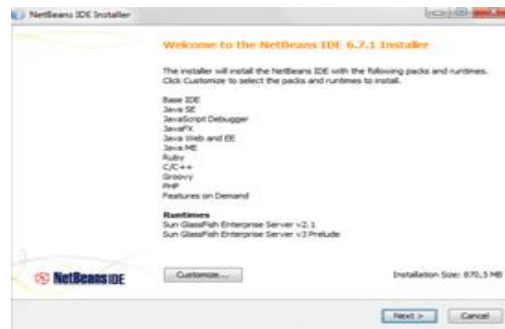 NetBeans IDE Installer
Welcome to the NetBeans IDE 6.7.1 Installer
The installer will install the NetBeans IDE with the following packs and runtimes.
Click Customize to select the packs and runtimes to install.
Base IDE
Java SE
JavaScript Debugger
JavaFX
Java Web and EE
Java ME
Ruby
C/C++
Groovy
PHP
Features on Demand
Runtimes
Sun GlassFish Enterprise Server v2.1
Sun GlassFish Enterprise Server v3 Prelude
NetBeans IDE
Customize...
Installation Size: 870,5 MB
Next >
Cancel